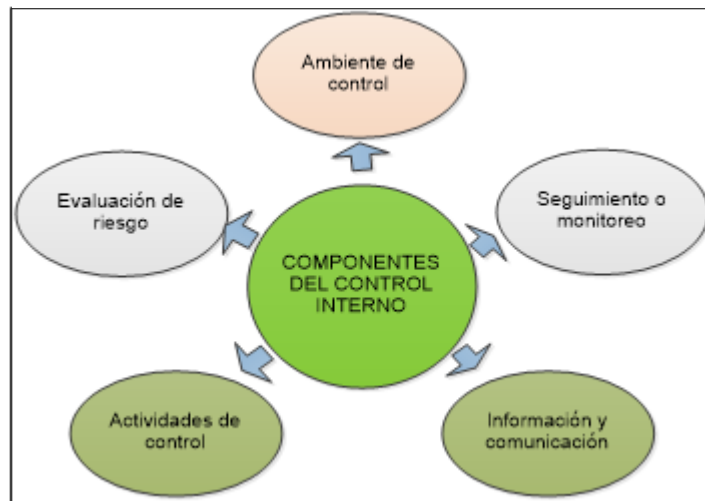 Ambiente de
control
Evaluación de
riesgo
Seguimiento o
monitoreo
COMPONENTES
DEL CONTROL
INTERNO
Actividades de
control
Información y
comunicación